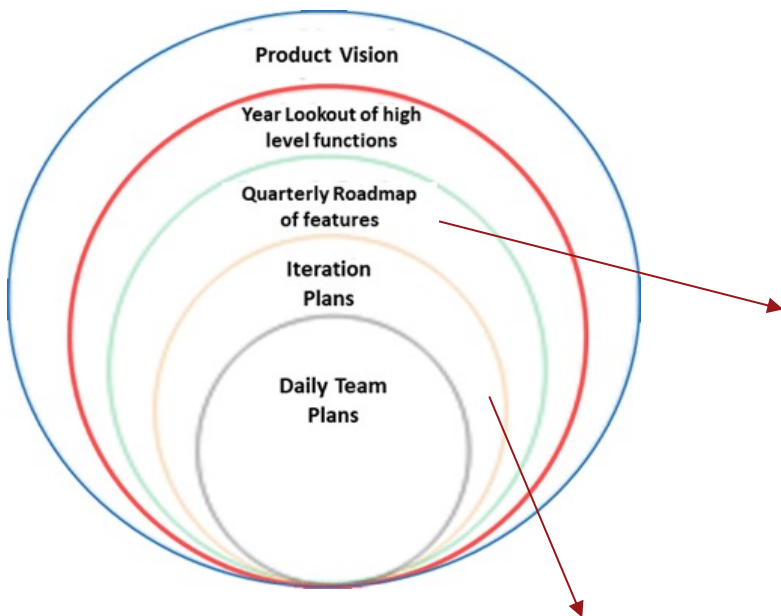 Product Vision
Year Lookout of high
level functions
Quarterly Roadmap
of features
Iteration
Plans
Daily Team
Plans